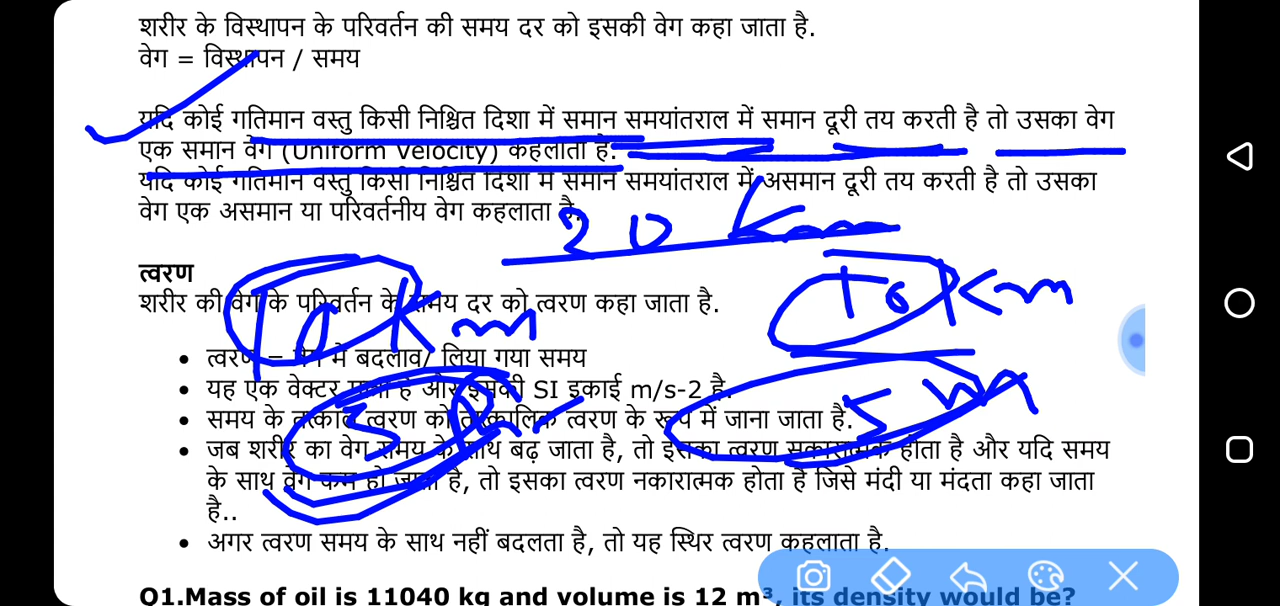 शरीर के विस्थापन के परिवर्तन की समय दर को इसकी वेग कहा जाता है.
वेग = विस्थापन / समय
यदि कोई गतिमान वस्तु किसी निश्चित दिशा में समान समयांतराल में समान दूरी तय करती है तो उसका वेग
एक समान वेग (Uniform Velocity) कहलाता है.
यदि कोई गतिमान वस्तु किसी निश्चित दिशा में समान समयांतराल में असमान दूरी तय करती है तो उसका
वेग एक असमान या परिवर्तनीय वेग कहलाता है.
20 Km
त्वरण
शरीर की वेग के परिवर्तन के समय दर को त्वरण कहा जाता है.
10 Km
10 Km
• त्वरण = वेग में बदलाव/ लिया गया समय
• यह एक वेक्टर मात्रा है और इसकी SI इकाई m/s-2 है.
• समय के तत्काल त्वरण को तात्कालिक त्वरण के रूप में जाना जाता है.
• जब शरीर का वेग समय के साथ बढ़ जाता है, तो इसका त्वरण सकारात्मक होता है और यदि समय
के साथ वेग कम हो जाता है, तो इसका त्वरण नकारात्मक होता है जिसे मंदी या मंदता कहा जाता
है..
• अगर त्वरण समय के साथ नहीं बदलता है, तो यह स्थिर त्वरण कहलाता है.
Q1.Mass of oil is 11040 kg and volume is 12 m³, its density would be?